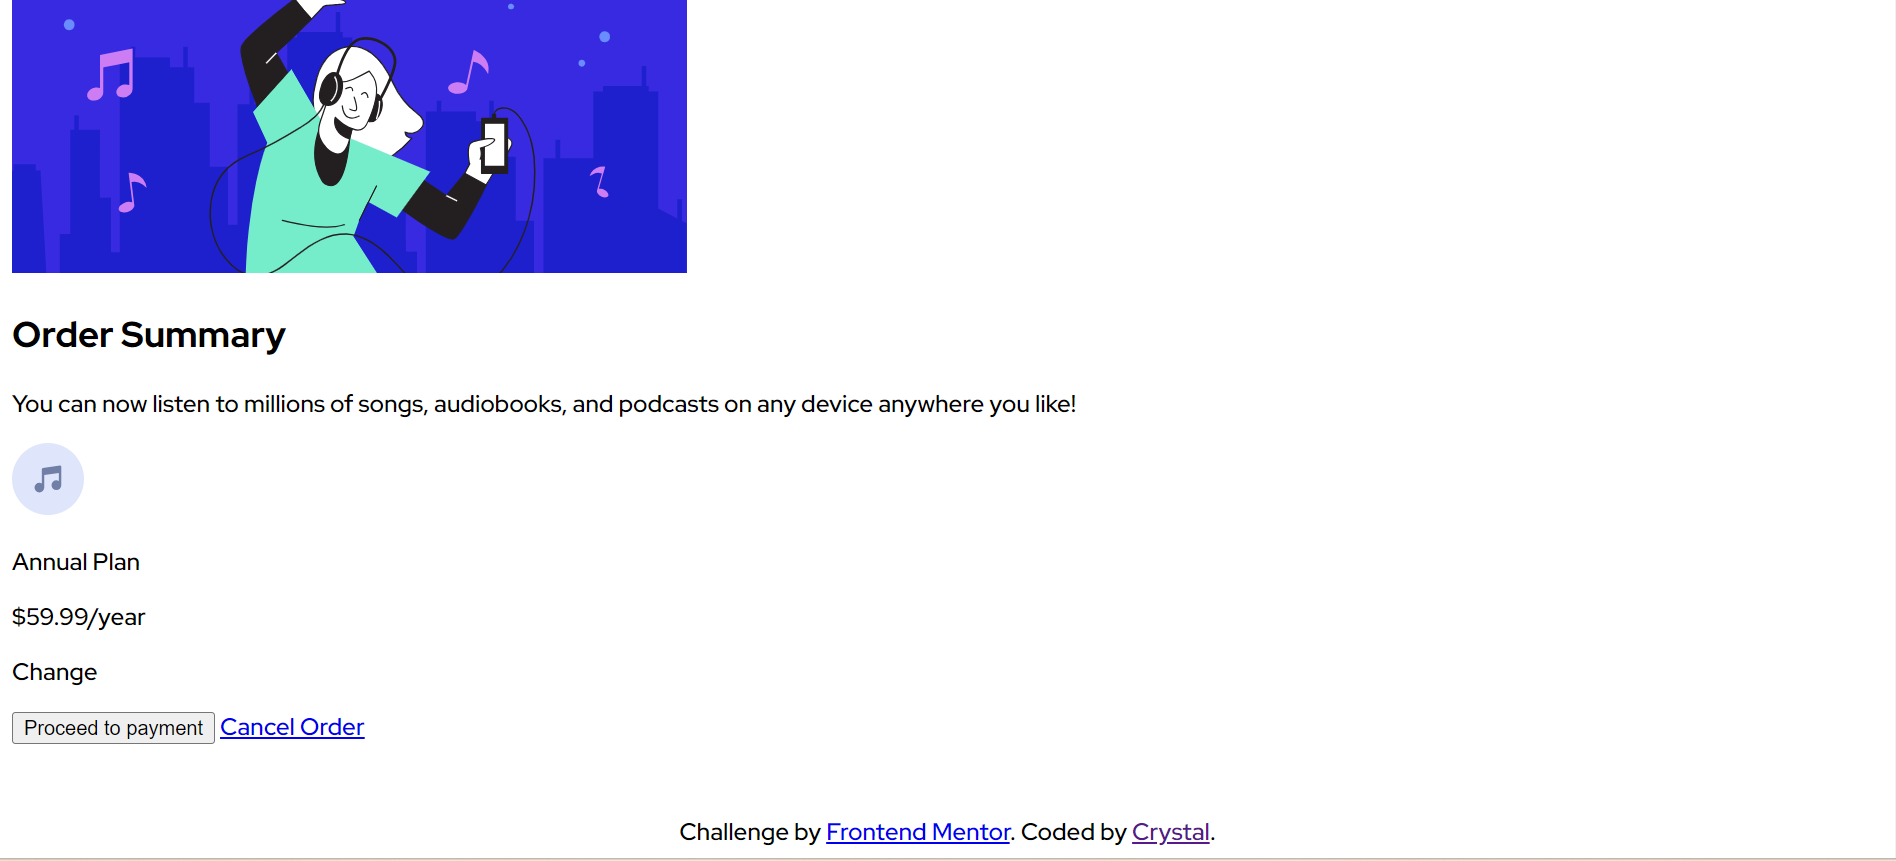 Order Summary
You can now listen to millions of songs, audiobooks, and podcasts on any device anywhere you like!
Annual Plan
$59.99/year
Change
Proceed to payment Cancel Order
Challenge by Frontend Mentor. Coded by Crystal.